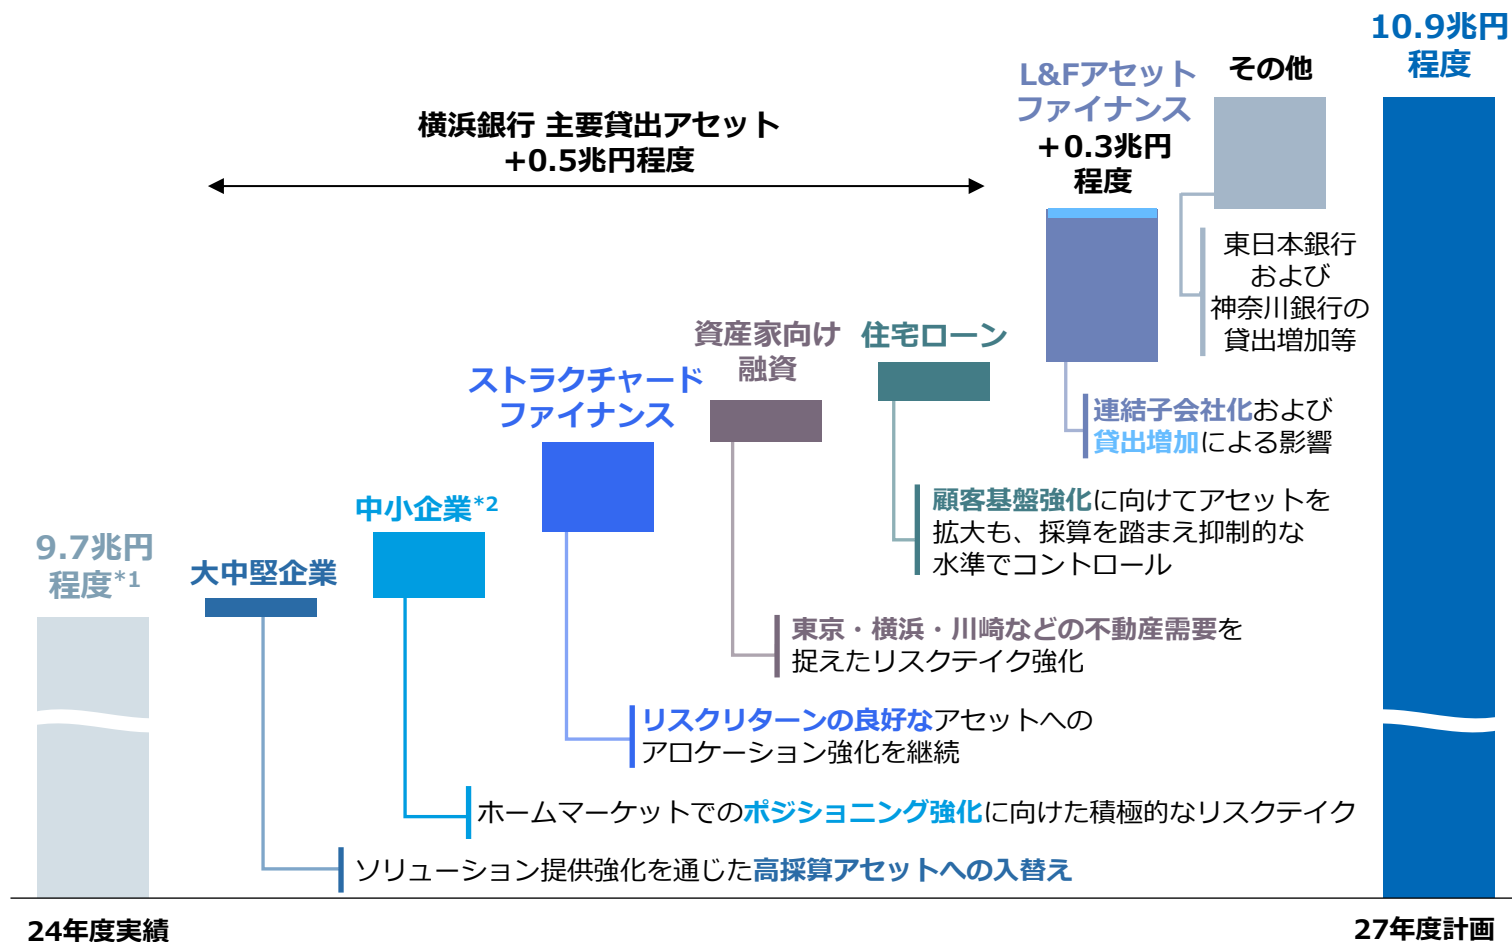 10.9兆円
程度
その他
L&Fアセット
ファイナンス
＋0.3兆円
程度
横浜銀行 主要貸出アセット
+0.5兆円程度
東日本銀行
および
神奈川銀行の
貸出増加等
資産家向け
融資
住宅ローン
ストラクチャード
ファイナンス
連結子会社化および
貸出増加による影響
中小企業*2
顧客基盤強化に向けてアセットを
拡大も、採算を踏まえ抑制的な
水準でコントロール
9.7兆円
程度*1
大中堅企業
東京・横浜・川崎などの不動産需要を
捉えたリスクテイク強化
リスクリターンの良好なアセットへの
アロケーション強化を継続
ホームマーケットでのポジショニング強化に向けた積極的なリスクテイク
ソリューション提供強化を通じた高採算アセットへの入替え
24年度実績
27年度計画